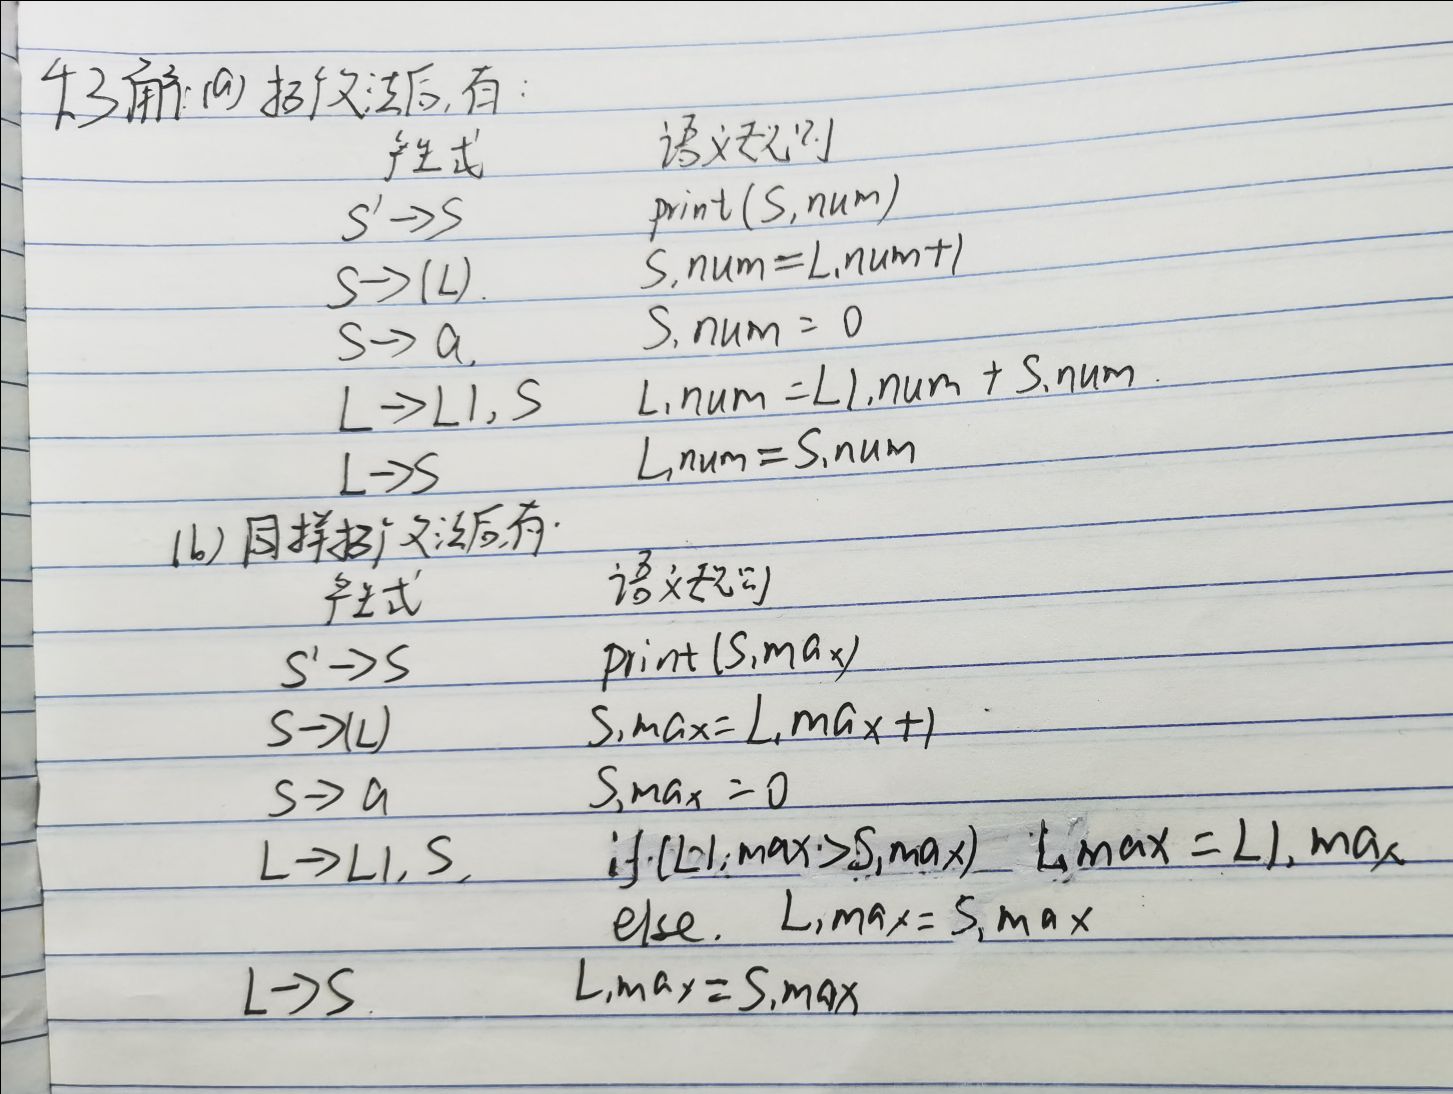 4.3解:(a)拓广文法后,有:
产生式 语义规则
S'→S print(S.num)
S→(L). S.num=L.num+1
S→a. S.num=0
L→L1,S L.num=L1.num+S.num.
L→S L.num=S.num
(b)同样拓广文法后,有.
产生式 语义规则
S'→S print(S.max)
S→(L) S.max=L.max+1
S→a S.max=0
L→L1,S. if(L1.max>S.max) L.max=L1.max
else. L.max=S.max
L→S. L.max=S.max